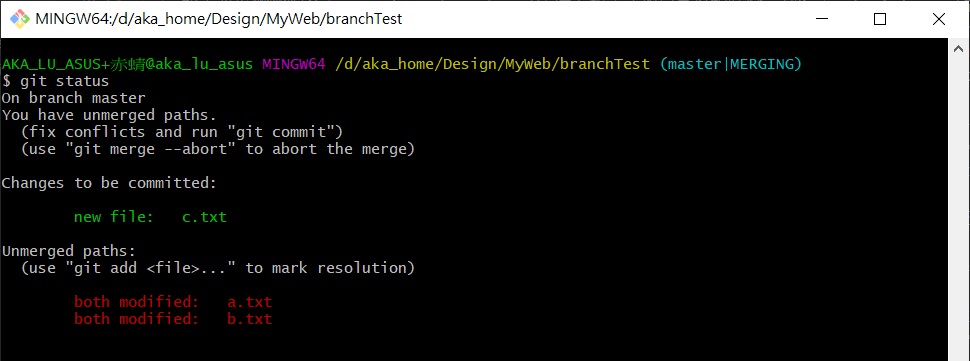 MINGW64:/d/aka_home/Design/MyWeb/branchTest
AKA_LU_ASUS+赤蜻@aka_lu_asus MINGW64 /d/aka_home/Design/MyWeb/branchTest (master|MERGING)
$ git status
On branch master
You have unmerged paths.
  (fix conflicts and run "git commit")
  (use "git merge --abort" to abort the merge)
Changes to be committed:
        new file:   c.txt
Unmerged paths:
  (use "git add <file>..." to mark resolution)
        both modified:   a.txt
        both modified:   b.txt